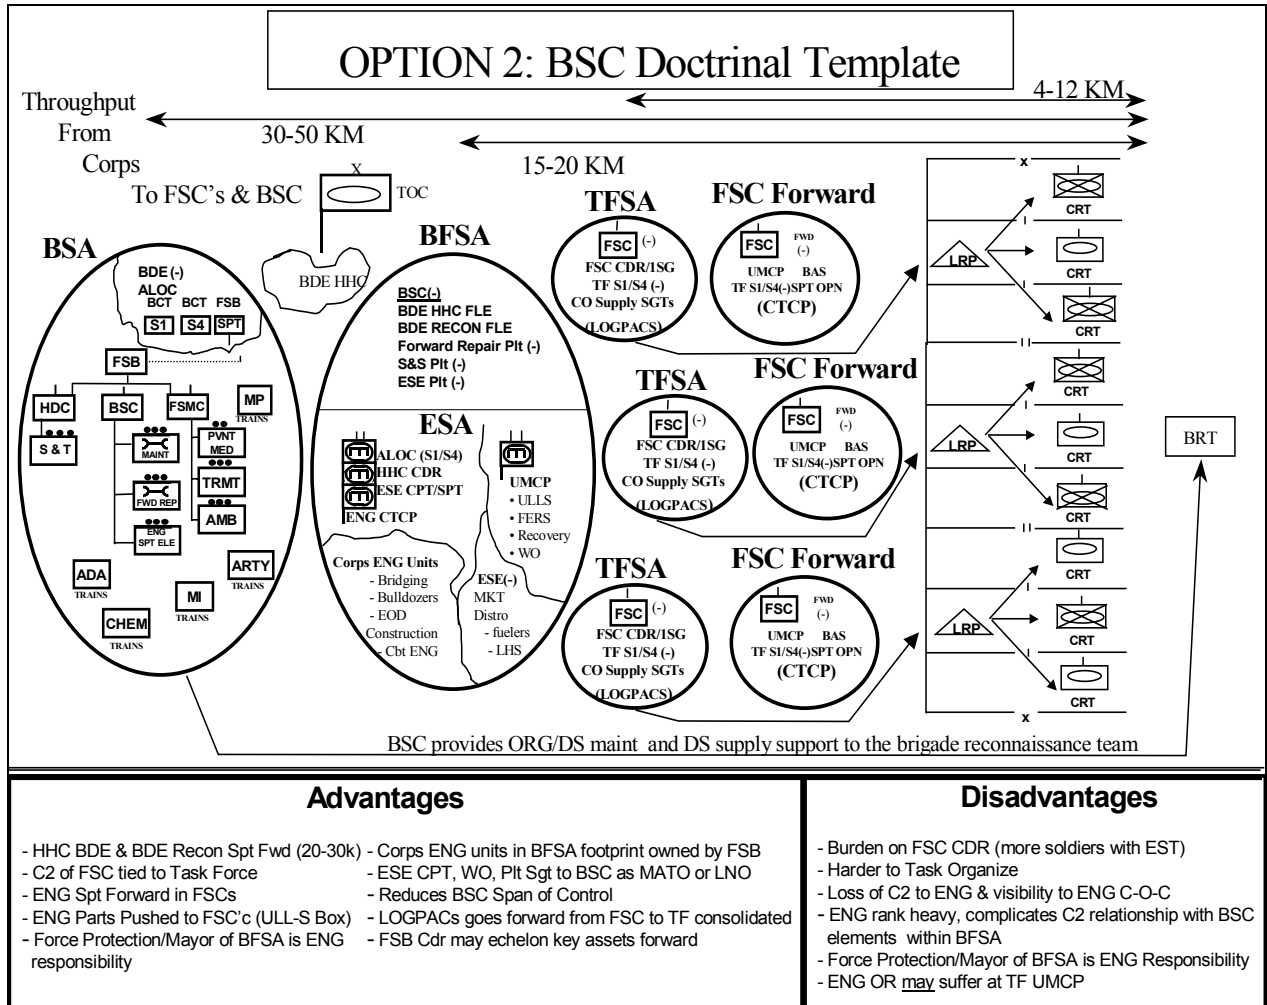 OPTION 2: BSC Doctrinal Template
Throughput
From
Corps
To FSC's & BSC
4-12 KM
30-50 KM
15-20 KM
X
TOC
BDE HHC
BSA
BDE (-)
ALOC
BCT BCT FSB
S1 S4 SPT
FSB
HDC BSC FSMC
MP
TRAINS
S & T
MAINT
FWD REP
ENG
SPT ELE
PVNT
MED
TRMT
AMB
ADA
TRAINS
CHEM
TRAINS
MI
TRAINS
ARTY
TRAINS
BFSA
BSC(-)
BDE HHC FLE
BDE RECON FLE
Forward Repair Plt (-)
S&S Plt (-)
ESE Plt (-)
ESA
ALOC (S1/S4)
HHC CDR
ESE CPT/SPT
ENG CTCP
UMCP
• ULLS
• FERS
• Recovery
• WO
Corps ENG Units
- Bridging
- Bulldozers
- EOD
Construction
- Cbt ENG
ESE(-)
MKT
Distro
- fuelers
- LHS
TFSA
FSC (-)
FSC CDR/1SG
TF S1/S4 (-)
CO Supply SGTs
(LOGPACS)
FSC Forward
FSC FWD
(-)
UMCP BAS
TF S1/S4(-)SPT OPN
(CTCP)
TFSA
FSC (-)
FSC CDR/1SG
TF S1/S4 (-)
CO Supply SGTs
(LOGPACS)
FSC Forward
FSC FWD
(-)
UMCP BAS
TF S1/S4(-)SPT OPN
(CTCP)
TFSA
FSC (-)
FSC CDR/1SG
TF S1/S4 (-)
CO Supply SGTs
(LOGPACS)
FSC Forward
FSC FWD
(-)
UMCP BAS
TF S1/S4(-)SPT OPN
(CTCP)
x
CRT
I
LRP
CRT
I
CRT
I I
CRT
I
LRP
CRT
I
CRT
I I
CRT
I
LRP
CRT
I
CRT
x
BRT
BSC provides ORG/DS maint and DS supply support to the brigade reconnaissance team
Advantages
- HHC BDE & BDE Recon Spt Fwd (20-30k)
- C2 of FSC tied to Task Force
- ENG Spt Forward in FSCs
- ENG Parts Pushed to FSC'c (ULL-S Box)
- Force Protection/Mayor of BFSA is ENG
responsibility
- Corps ENG units in BFSA footprint owned by FSB
- ESE CPT, WO, Plt Sgt to BSC as MATO or LNO
- Reduces BSC Span of Control
- LOGPACs goes forward from FSC to TF consolidated
- FSB Cdr may echelon key assets forward
Disadvantages
- Burden on FSC CDR (more soldiers with EST)
- Harder to Task Organize
- Loss of C2 to ENG & visibility to ENG C-O-C
- ENG rank heavy, complicates C2 relationship with BSC
elements within BFSA
- Force Protection/Mayor of BFSA is ENG Responsibility
- ENG OR may suffer at TF UMCP